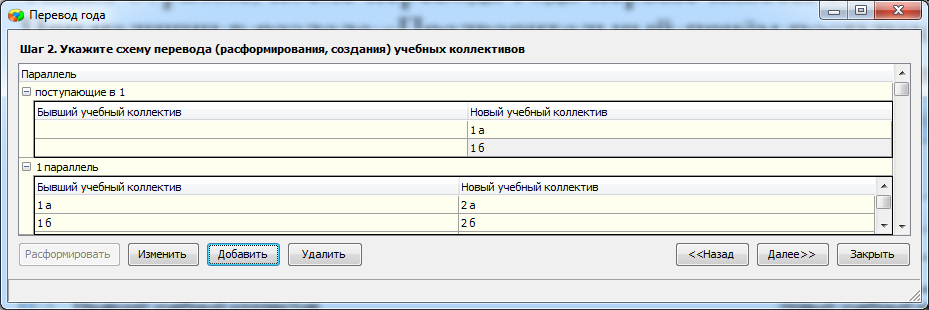 Перевод года
Шаг 2. Укажите схему перевода (расформирования, создания) учебных коллективов
Параллель
поступающие в 1
Бывший учебный коллектив Новый учебный коллектив
1 а
1 б
1 параллель
Бывший учебный коллектив Новый учебный коллектив
1 а 2 а
1 б 2 б
Расформировать Изменить Добавить Удалить <<Назад Далее>> Закрыть